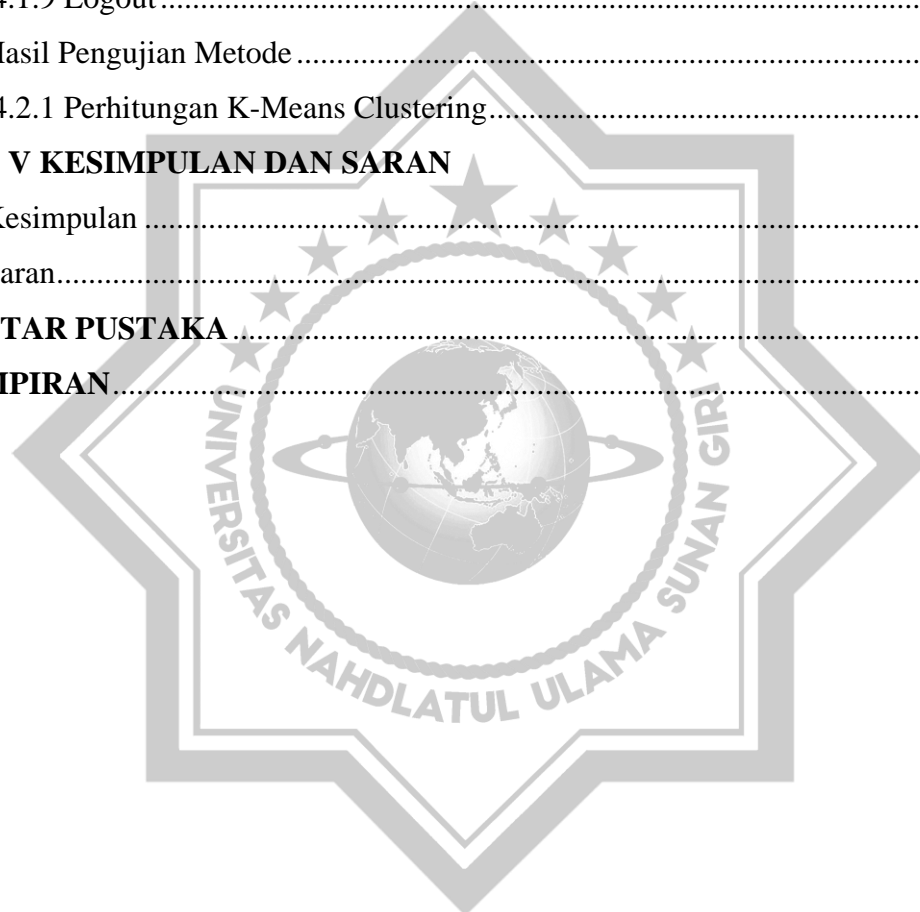 4.1.9 Logout
Hasil Pengujian Metode
4.2.1 Perhitungan K-Means Clustering
V KESIMPULAN DAN SARAN
Kesimpulan
aran
TAR PUSTAKA
MPIRAN
UNIVERSITAS NAHDLATUL ULAMA SUNAN GIRI